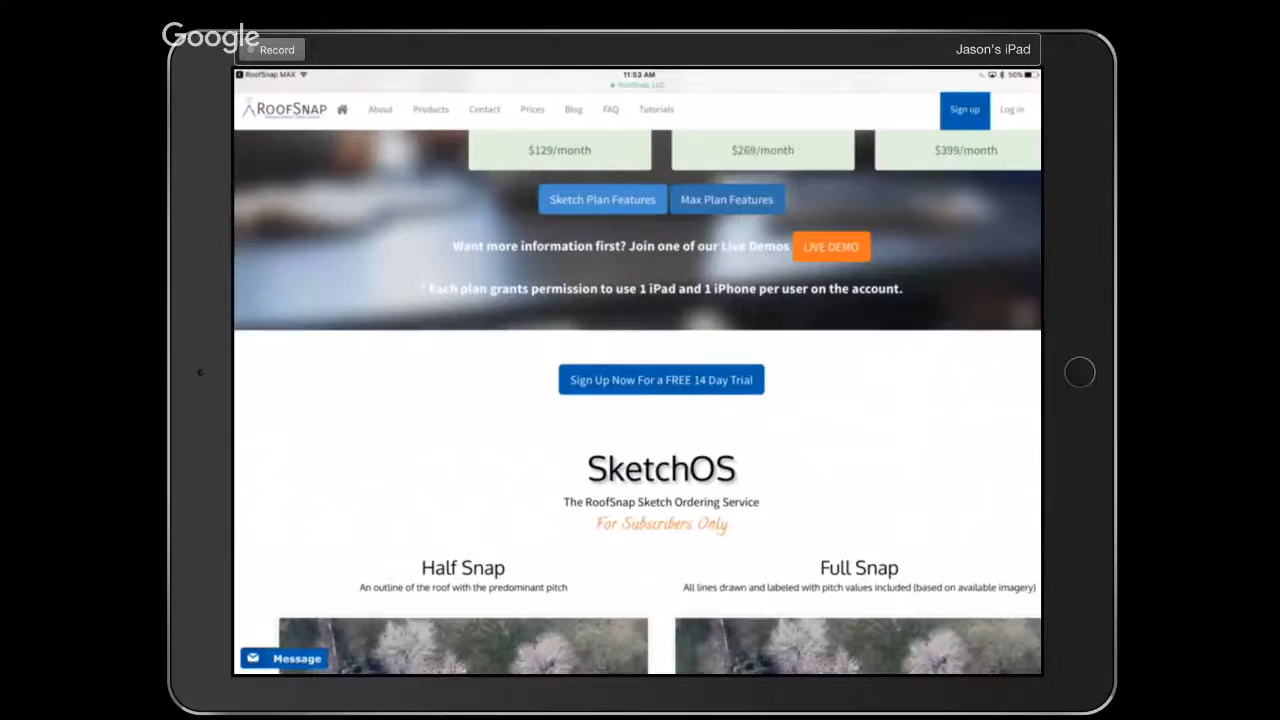 Google
Record
Jason's iPad
RoofSnap MAX
11:53 AM
50%
RoofSnap, LLC
ROOFSNAP
About
Products
Contact
Prices
Blog
FAQ
Tutorials
Sign up
Log in
$129/month
$269/month
$399/month
Sketch Plan Features
Max Plan Features
Want more information first? Join one of our Live Demos
LIVE DEMO
* Each plan grants permission to use 1 iPad and 1 iPhone per user on the account.
Sign Up Now For a FREE 14 Day Trial
SketchOS
The RoofSnap Sketch Ordering Service
For Subscribers Only
Half Snap
An outline of the roof with the predominant pitch
Full Snap
All lines drawn and labeled with pitch values included (based on available imagery)
Message